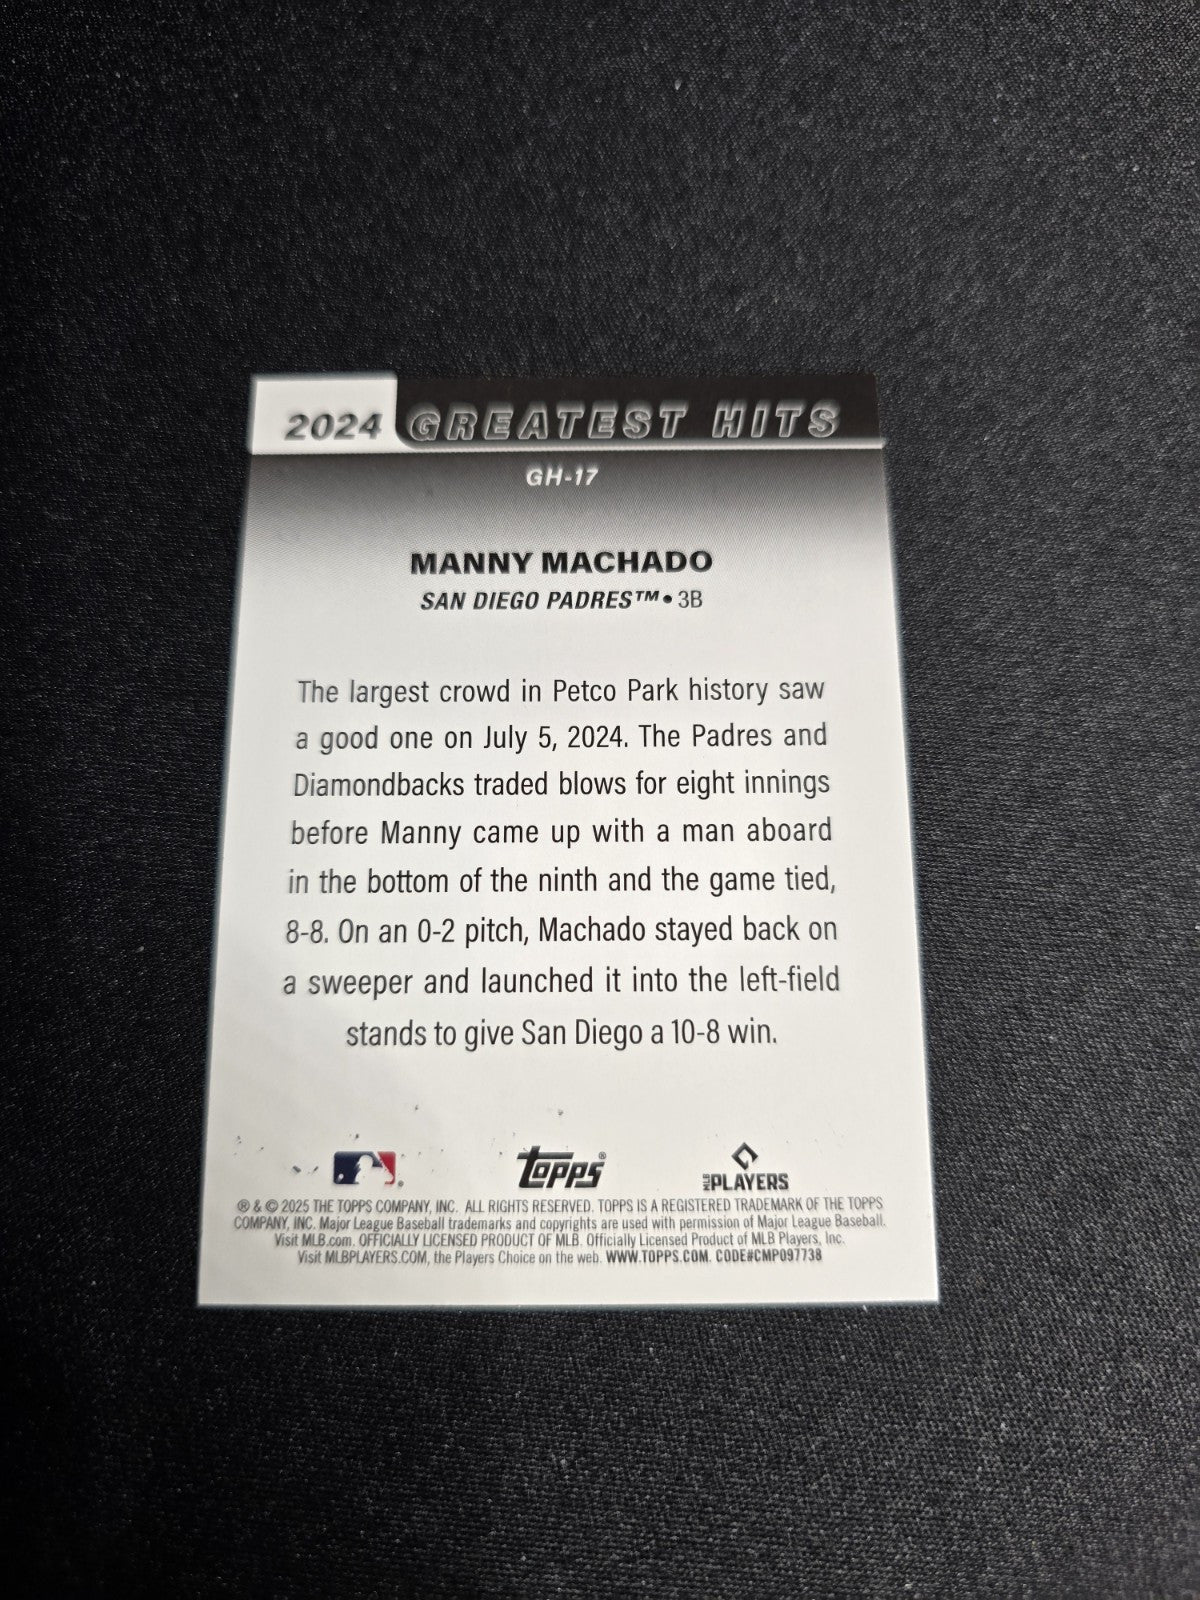 2024 GREATEST HITS
GH-17
MANNY MACHADO
SAN DIEGO PADRES™ • 3B
The largest crowd in Petco Park history saw
a good one on July 5, 2024. The Padres and
Diamondbacks traded blows for eight innings
before Manny came up with a man aboard
in the bottom of the ninth and the game tied,
8-8. On an 0-2 pitch, Machado stayed back on
a sweeper and launched it into the left-field
stands to give San Diego a 10-8 win.
topps®
MLB PLAYERS
® & © 2025 THE TOPPS COMPANY, INC. ALL RIGHTS RESERVED. TOPPS IS A REGISTERED TRADEMARK OF THE TOPPS
COMPANY, INC. Major League Baseball trademarks and copyrights are used with permission of Major League Baseball.
Visit MLB.com. OFFICIALLY LICENSED PRODUCT OF MLB. Officially Licensed Product of MLB Players, Inc.
Visit MLBPLAYERS.COM, the Players Choice on the web. WWW.TOPPS.COM. CODE#CMP097738